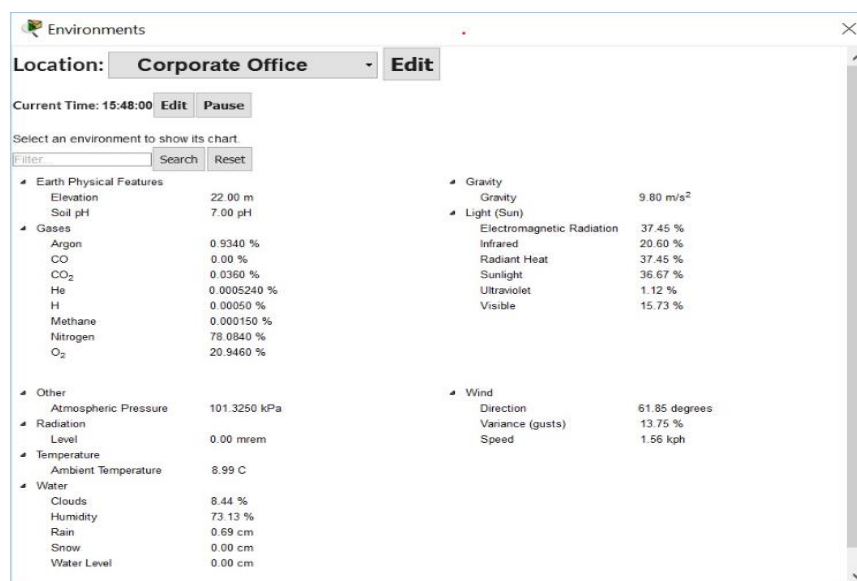 Environments
Location: Corporate Office Edit
Current Time: 15:48:00 Edit Pause
Select an environment to show its chart.
Filter... Search Reset
Earth Physical Features
Elevation 22.00 m
Soil pH 7.00 pH
Gases
Argon 0.9340 %
CO 0.00 %
CO₂ 0.0360 %
He 0.0005240 %
H 0.00050 %
Methane 0.000150 %
Nitrogen 78.0840 %
O₂ 20.9460 %
Gravity
Gravity 9.80 m/s²
Light (Sun)
Electromagnetic Radiation 37.45 %
Infrared 20.60 %
Radiant Heat 37.45 %
Sunlight 36.67 %
Ultraviolet 1.12 %
Visible 15.73 %
Other
Atmospheric Pressure 101.3250 kPa
Radiation
Level 0.00 mrem
Temperature
Ambient Temperature 8.99 C
Water
Clouds 8.44 %
Humidity 73.13 %
Rain 0.69 cm
Snow 0.00 cm
Water Level 0.00 cm
Wind
Direction 61.85 degrees
Variance (gusts) 13.75 %
Speed 1.56 kph